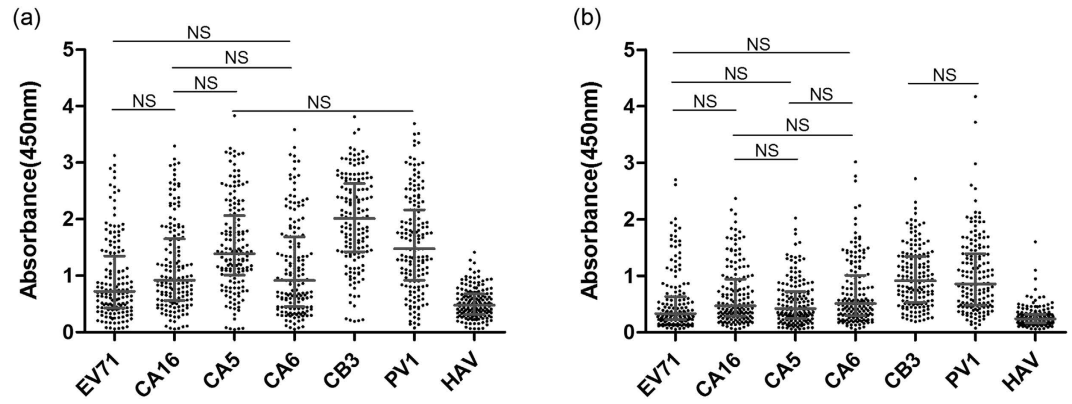 (a)
Absorbance(450nm)
5
4
3
2
1
0
NS
NS
NS
NS
NS
EV71 CA16 CA5 CA6 CB3 PV1 HAV
(b)
Absorbance(450nm)
5
4
3
2
1
0
NS
NS
NS
NS
NS
NS
NS
EV71 CA16 CA5 CA6 CB3 PV1 HAV